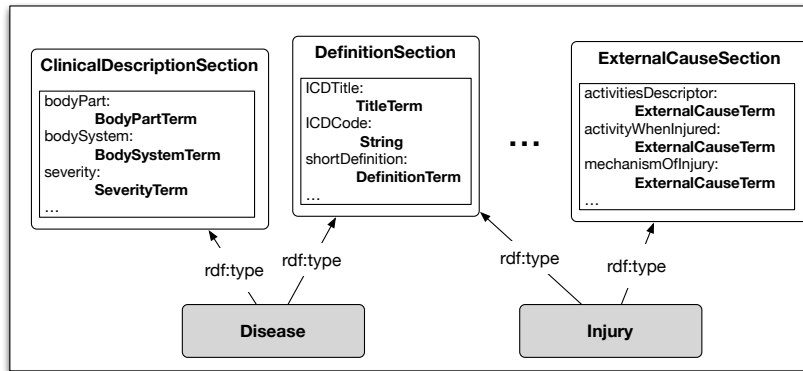 ClinicalDescriptionSection
bodyPart:
BodyPartTerm
bodySystem:
BodySystemTerm
severity:
SeverityTerm
...
DefinitionSection
ICDTitle:
TitleTerm
ICDCode:
String
shortDefinition:
DefinitionTerm
...
...
ExternalCauseSection
activitiesDescriptor:
ExternalCauseTerm
activityWhenInjured:
ExternalCauseTerm
mechanismOfInjury:
ExternalCauseTerm
...
rdf:type
rdf:type
rdf:type
rdf:type
Disease
Injury